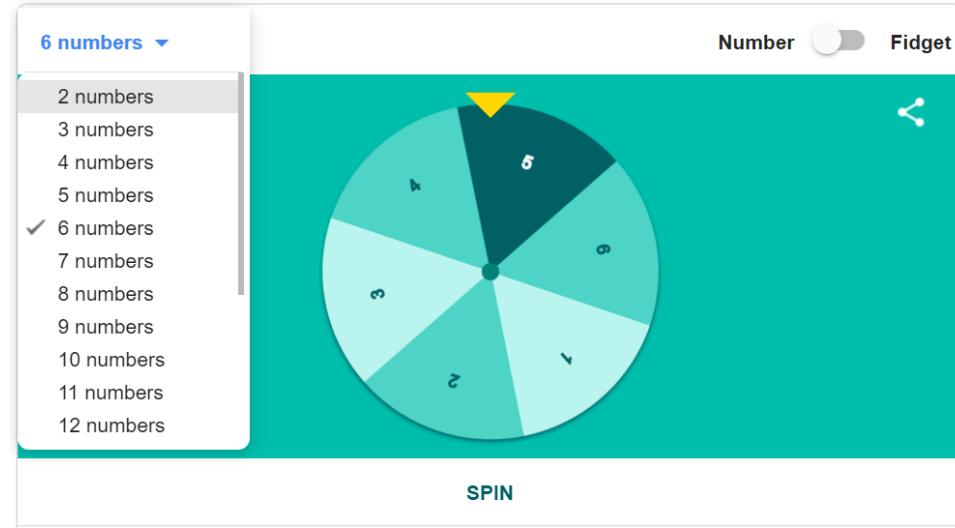 6 numbers
Number Fidget
2 numbers
3 numbers
4 numbers
5 numbers
6 numbers
7 numbers
8 numbers
9 numbers
10 numbers
11 numbers
12 numbers
5
4
6
3
1
2
SPIN